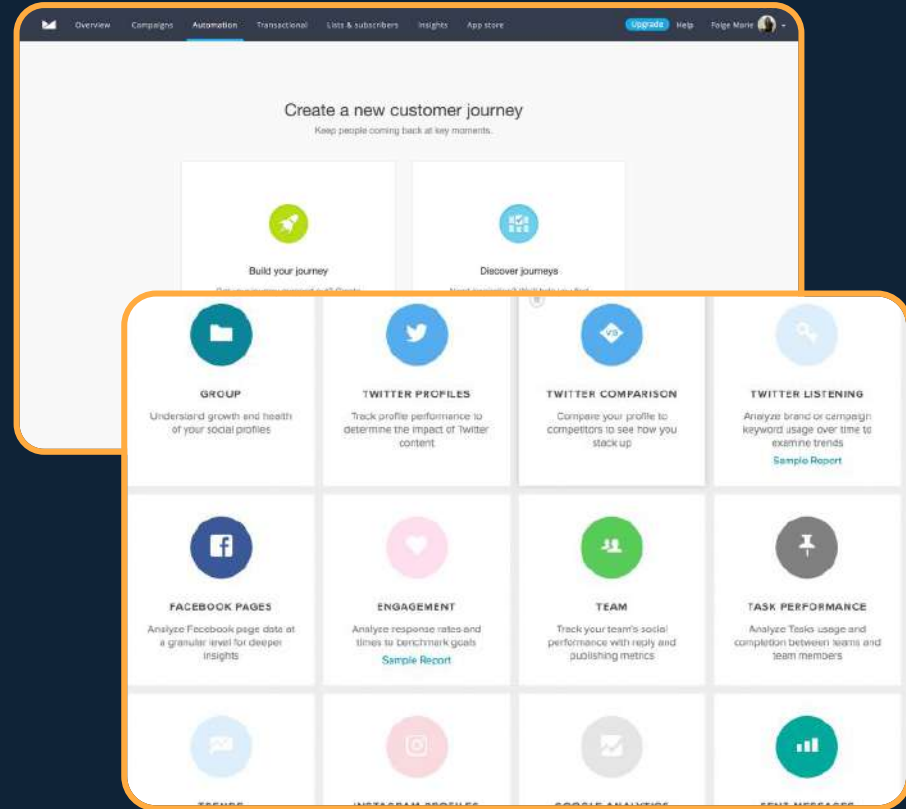 Overview Campaigns Automation Transactional Lists & subscribers Insights App store Upgrade Help Paige Marie
Create a new customer journey
Keep people coming back at key moments.
Build your journey
Discover journeys
GROUP
Understand growth and health
of your social profiles
TWITTER PROFILES
Track profile performance to
determine the impact of Twitter
content
TWITTER COMPARISON
Compare your profile to
competitors to see how you
stack up
TWITTER LISTENING
Analyze brand or campaign
keyword usage over time to
examine trends
Sample Report
FACEBOOK PAGES
Analyze Facebook page data at
a granular level for deeper
insights
ENGAGEMENT
Analyze response rates and
times to benchmark goals
Sample Report
TEAM
Track your team's social
performance with reply and
publishing metrics
TASK PERFORMANCE
Analyze Tasks usage and
completion between teams and
team members